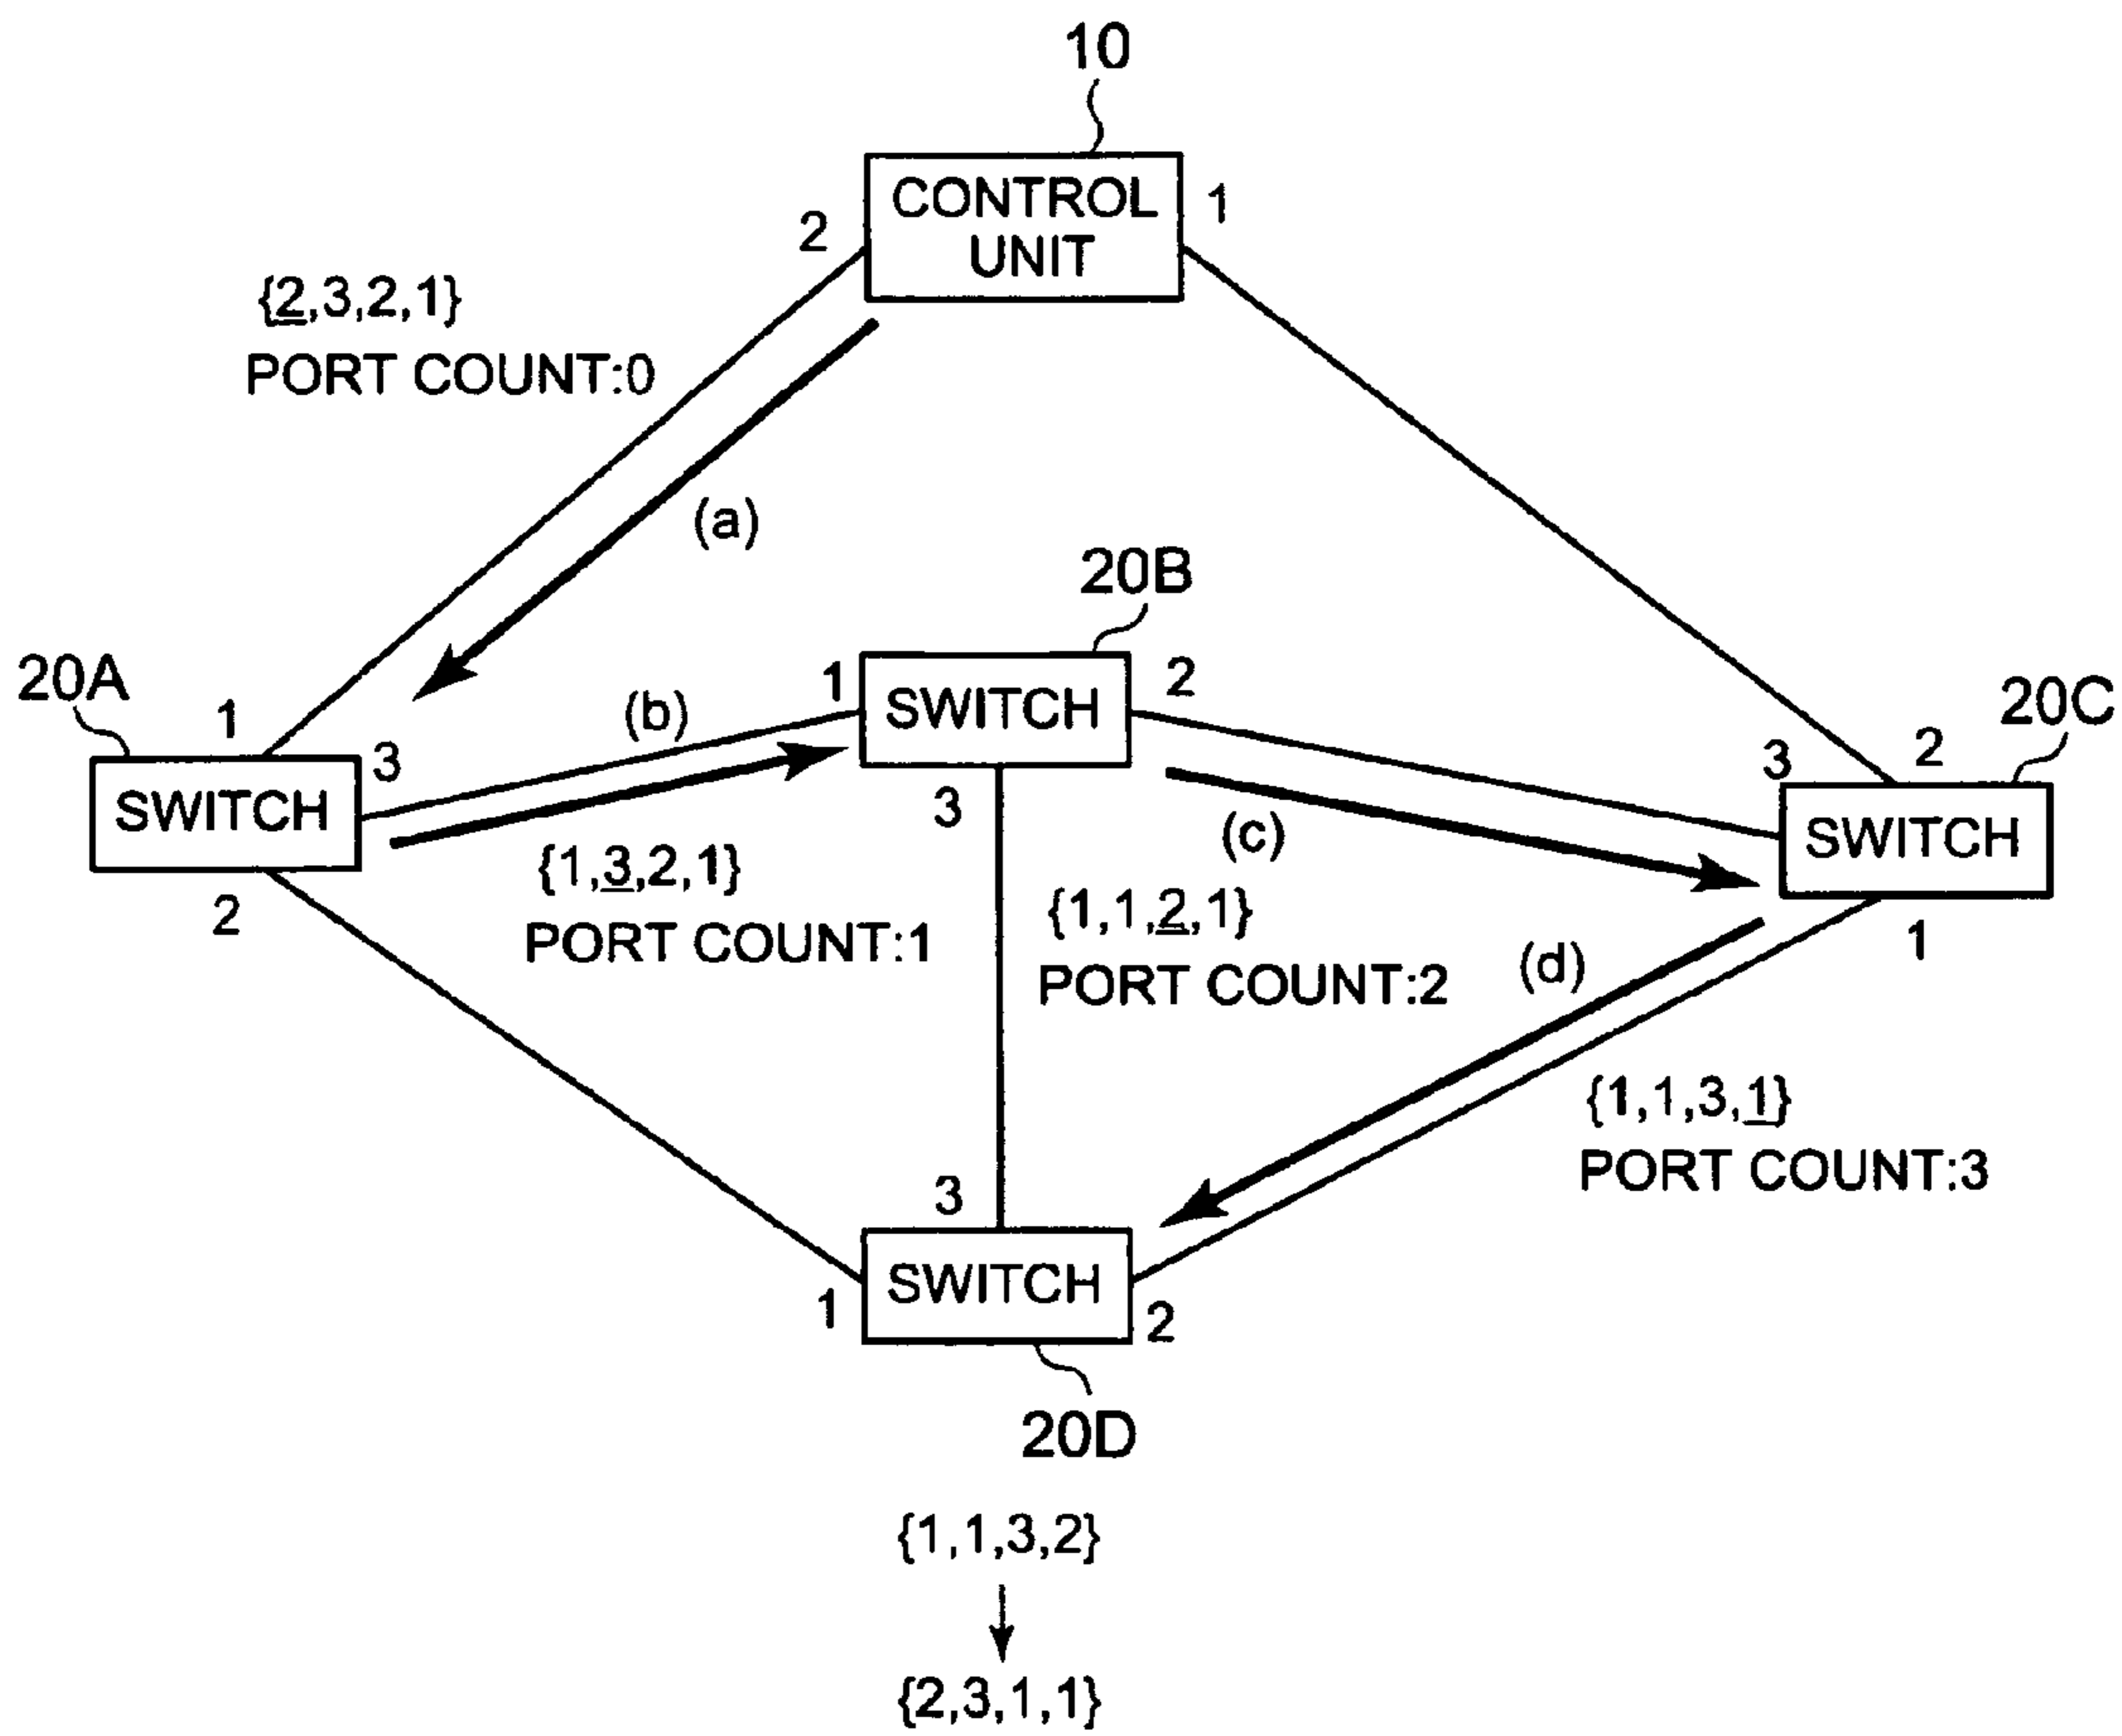 10
CONTROL
UNIT
1
2
{2,3,2,1}
PORT COUNT:0
(a)
20B
20A
1
(b)
1
SWITCH
2
20C
3
SWITCH
2
3
(c)
3
2
SWITCH
1
{1,3,2,1}
PORT COUNT:1
{1,1,2,1}
PORT COUNT:2
(d)
{1,1,3,1}
PORT COUNT:3
3
SWITCH
1
2
20D
{1,1,3,2}
{2,3,1,1}